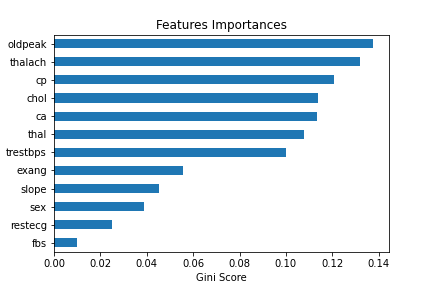 Features Importances
oldpeak
thalach
cp
chol
ca
thal
trestbps
exang
slope
sex
restecg
fbs
0.00 0.02 0.04 0.06 0.08 0.10 0.12 0.14
Gini Score